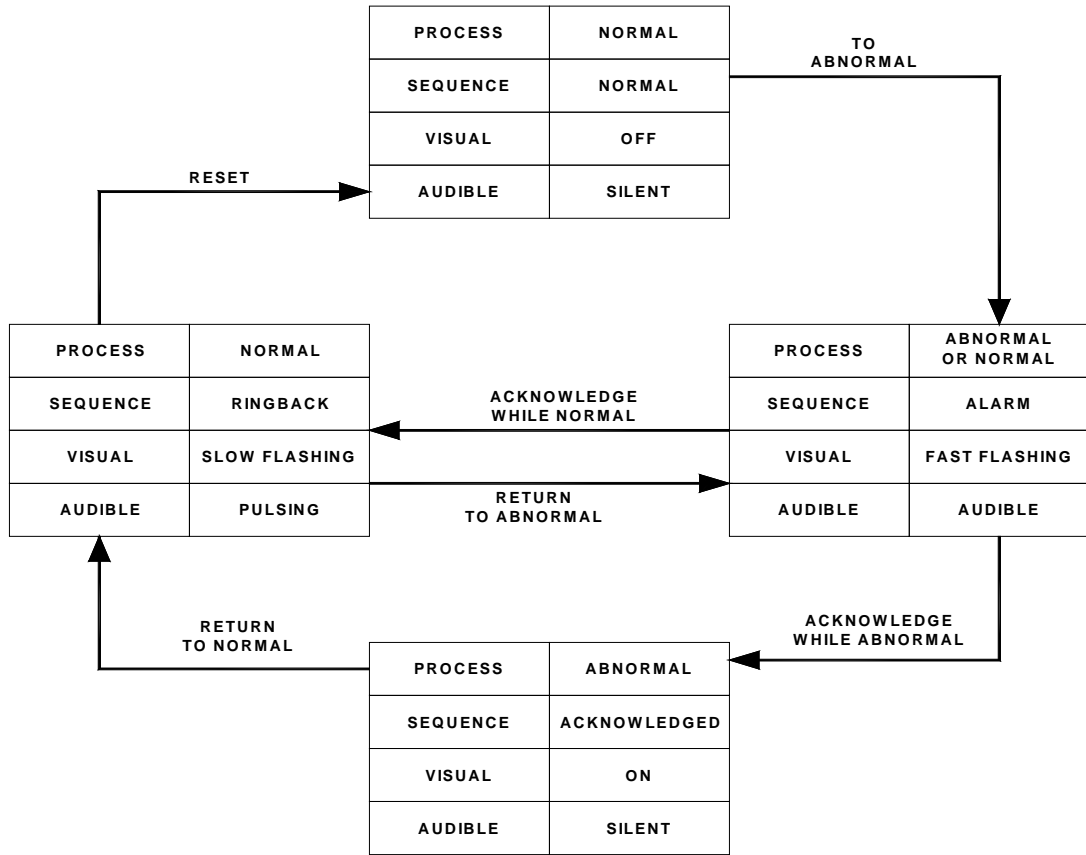 PROCESS NORMAL
SEQUENCE NORMAL
VISUAL OFF
AUDIBLE SILENT
TO
ABNORMAL
RESET
PROCESS NORMAL
SEQUENCE RINGBACK
VISUAL SLOW FLASHING
AUDIBLE PULSING
ACKNOWLEDGE
WHILE NORMAL
RETURN
TO ABNORMAL
PROCESS ABNORMAL
OR NORMAL
SEQUENCE ALARM
VISUAL FAST FLASHING
AUDIBLE AUDIBLE
RETURN
TO NORMAL
ACKNOWLEDGE
WHILE ABNORMAL
PROCESS ABNORMAL
SEQUENCE ACKNOWLEDGED
VISUAL ON
AUDIBLE SILENT